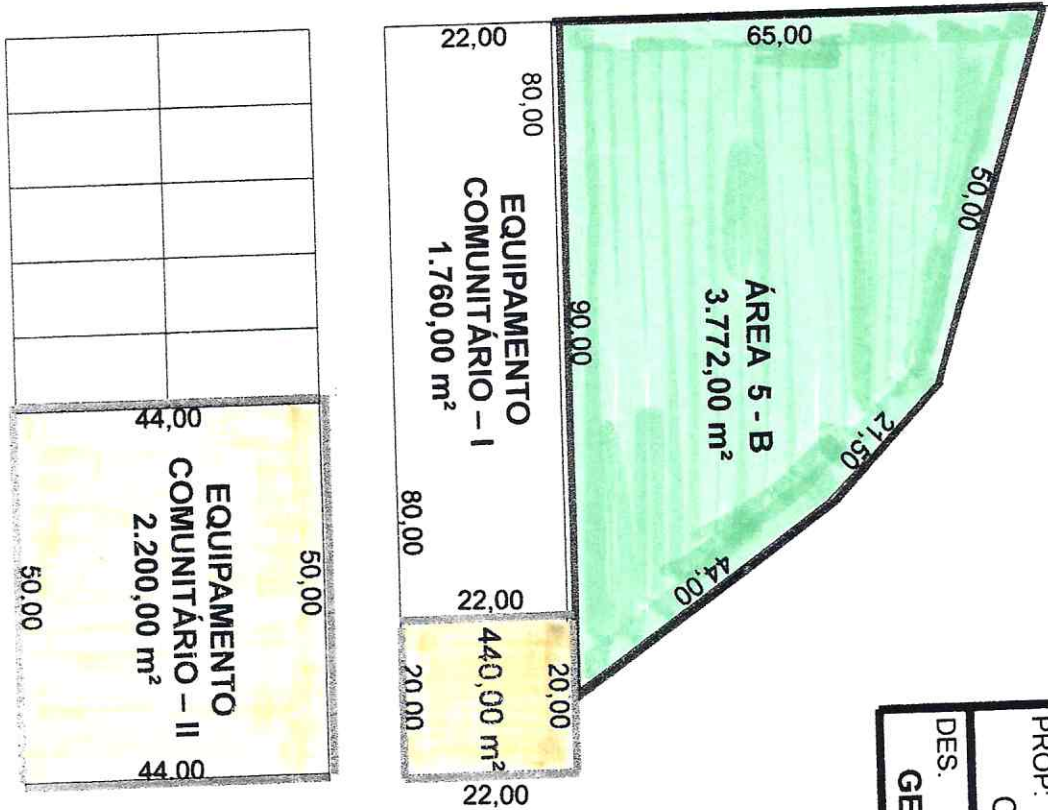 22,00
65,00
80,00
50,00
EQUIPAMENTO
COMUNITÁRIO – I
1.760,00 m²
ÁREA 5 - B
3.772,00 m²
90,00
21,50
44,00
80,00
22,00
440,00 m²
20,00
20,00
22,00
44,00
EQUIPAMENTO
COMUNITÁRIO – II
2.200,00 m²
50,00
50,00
44,00
PROP.
DES.